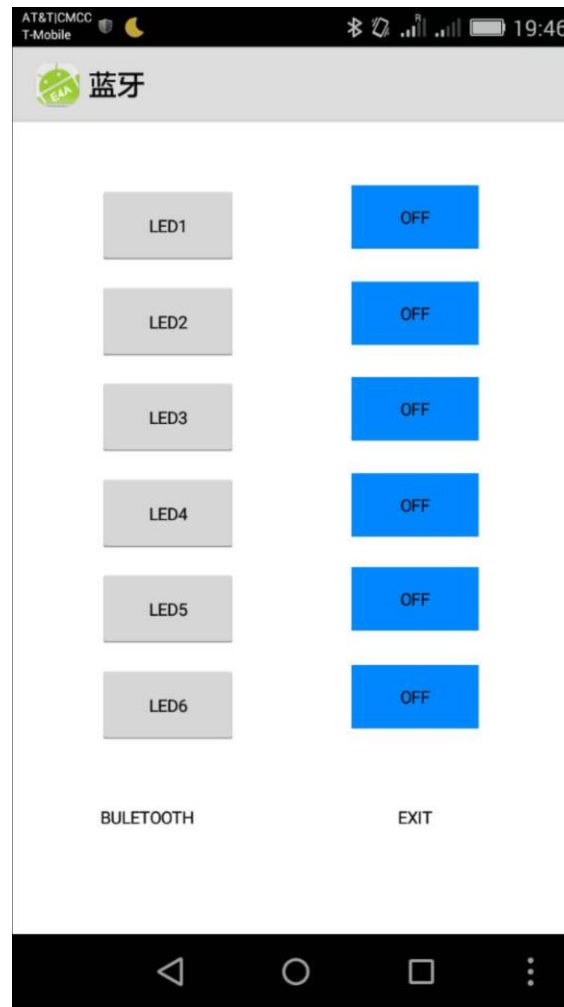 AT&T|CMCC
T-Mobile
R
19:46
E4A
蓝牙
LED1
OFF
LED2
OFF
LED3
OFF
LED4
OFF
LED5
OFF
LED6
OFF
BULETOOTH
EXIT